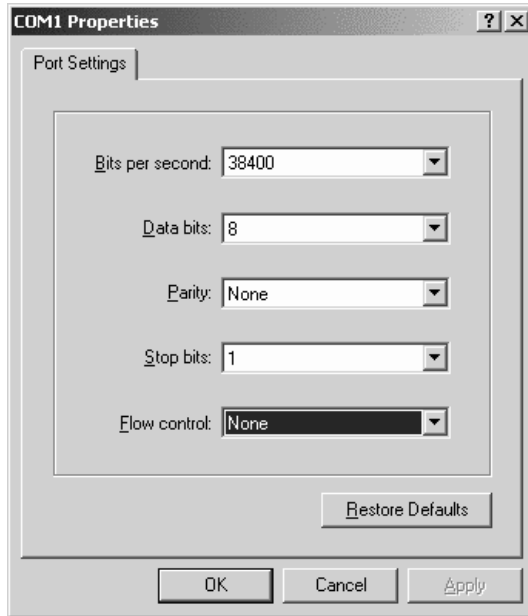 COM1 Properties
Port Settings
Bits per second: 38400
Data bits: 8
Parity: None
Stop bits: 1
Flow control: None
Restore Defaults
OK Cancel Apply